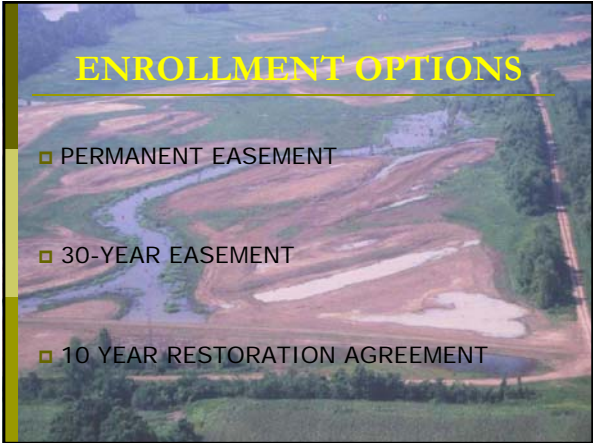 ENROLLMENT OPTIONS
PERMANENT EASEMENT
30-YEAR EASEMENT
10 YEAR RESTORATION AGREEMENT